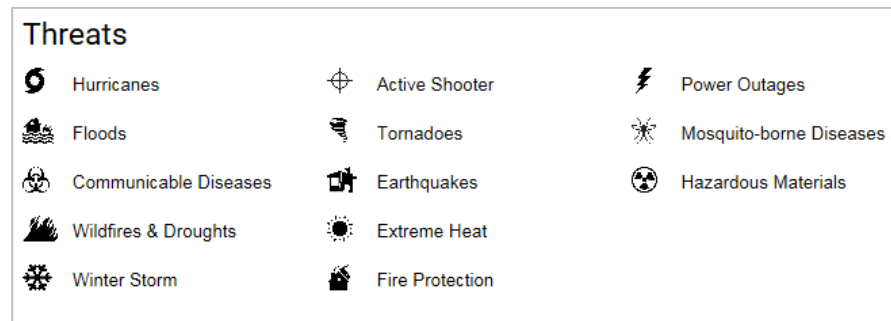 Threats
Hurricanes
Floods
Communicable Diseases
Wildfires & Droughts
Winter Storm
Active Shooter
Tornadoes
Earthquakes
Extreme Heat
Fire Protection
Power Outages
Mosquito-borne Diseases
Hazardous Materials